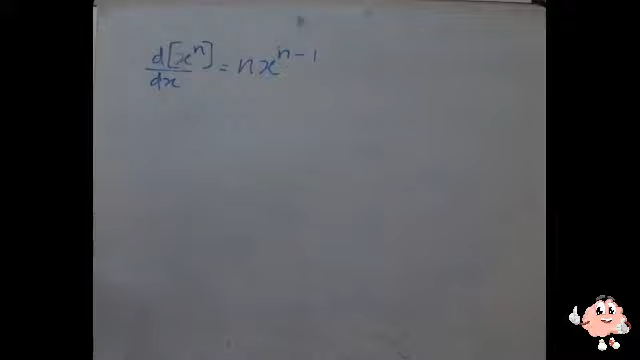 d[xⁿ]/dx = nxⁿ⁻¹